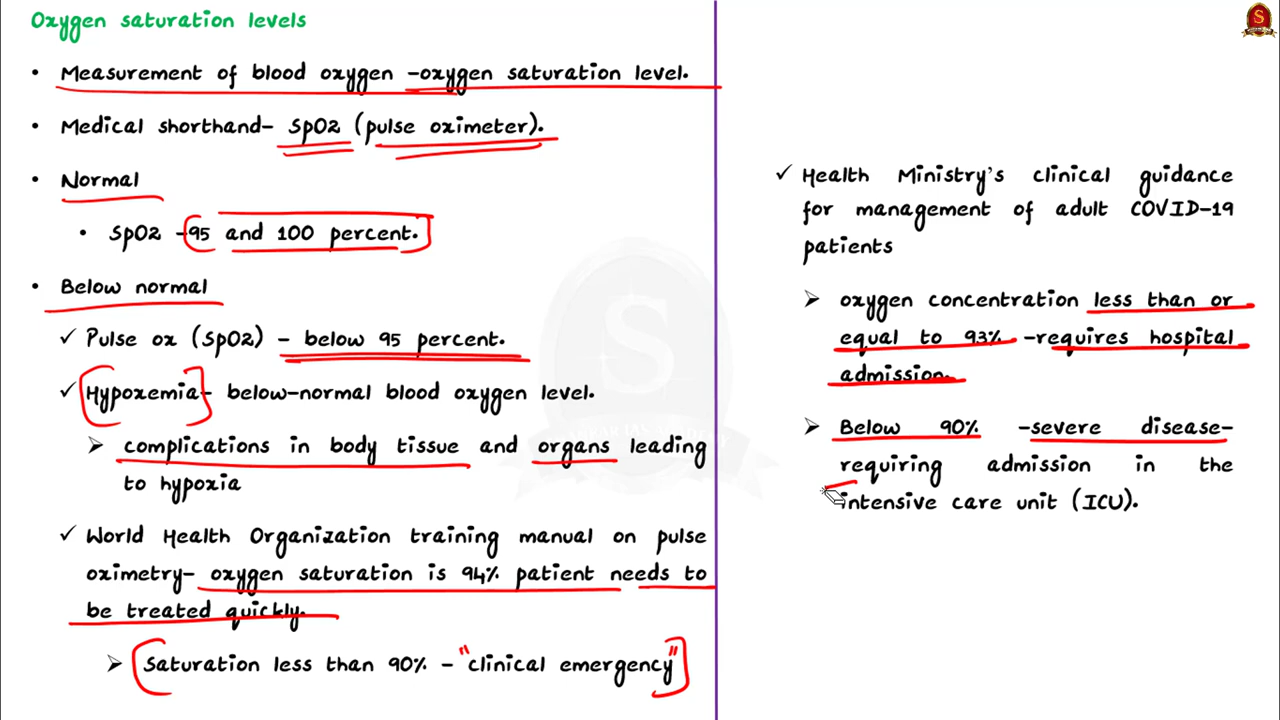 Oxygen saturation levels
• Measurement of blood oxygen -oxygen saturation level.
• Medical shorthand- SpO2 (pulse oximeter).
• Normal
• SpO2 -95 and 100 percent.
• Below normal
✓ Pulse ox (SpO2) - below 95 percent.
✓ Hypoxemia- below-normal blood oxygen level.
➢ complications in body tissue and organs leading
to hypoxia
✓ World Health Organization training manual on pulse
oximetry- oxygen saturation is 94% patient needs to
be treated quickly.
➢ Saturation less than 90% - "clinical emergency"
✓ Health Ministry's clinical guidance
for management of adult COVID-19
patients
➢ oxygen concentration less than or
equal to 93% -requires hospital
admission.
➢ Below 90% -severe disease-
requiring admission in the
intensive care unit (ICU).